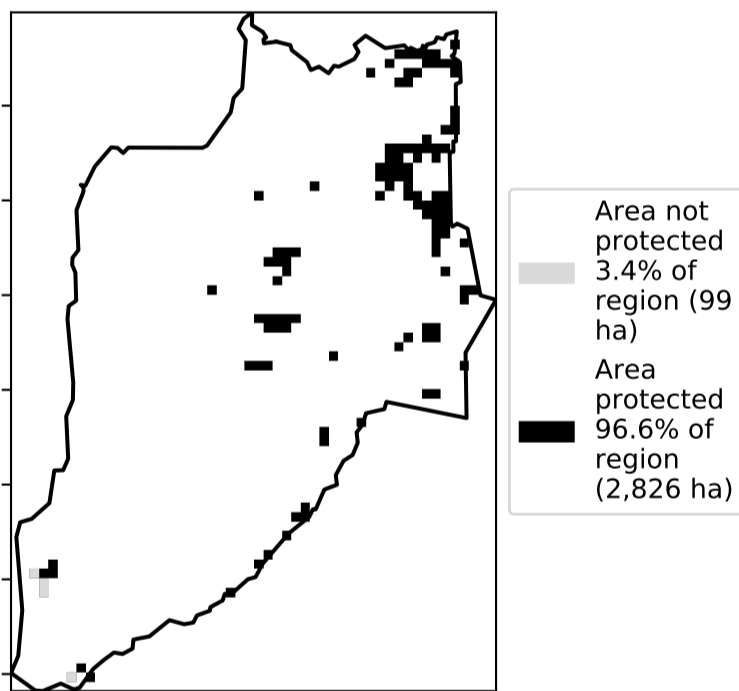 Area not
protected
3.4% of
region (99
ha)
Area
protected
96.6% of
region
(2,826 ha)